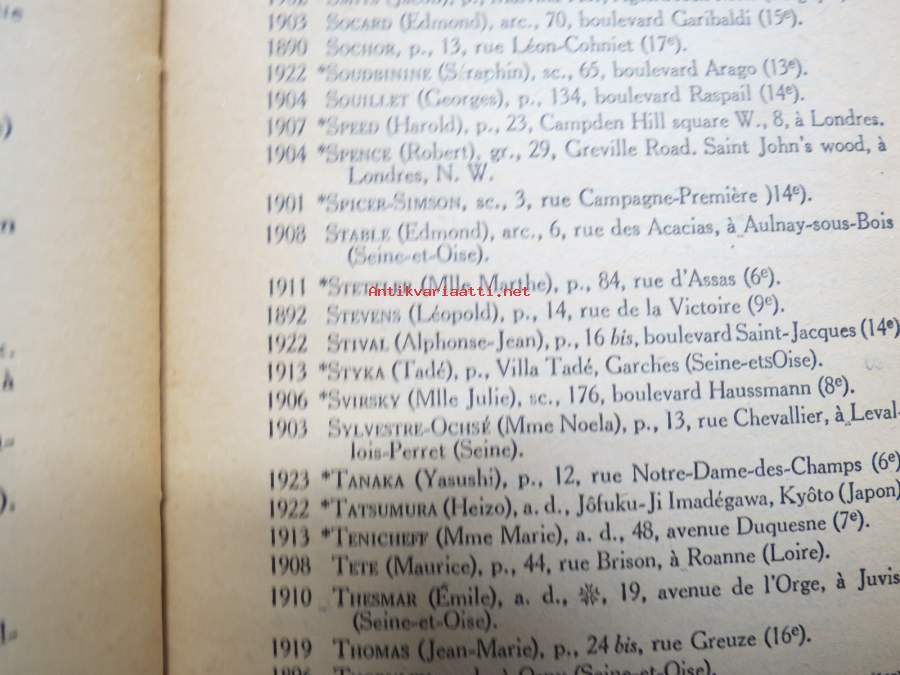 1903 Socard (Edmond), arc., 70, boulevard Garibaldi (15e).
1890 Sochor, p., 13, rue Léon-Cohniet (17e).
1922 *Soudbinine (Séraphin), sc., 65, boulevard Arago (13e).
1904 Souillet (Georges), p., 134, boulevard Raspail (14e).
1907 *Speed (Harold), p., 23, Campden Hill square W., 8, à Londres.
1904 *Spence (Robert), gr., 29, Greville Road. Saint John's wood, à
Londres, N. W.
1901 *Spicer-Simson, sc., 3, rue Campagne-Première )14e).
1908 Stable (Edmond), arc., 6, rue des Acacias, à Aulnay-sous-Bois
(Seine-et-Oise).
1911 *Stettler (Mlle Marthe), p., 84, rue d'Assas (6e).
Antikvariaatti.net
1892 Stevens (Léopold), p., 14, rue de la Victoire (9e).
1922 Stival (Alphonse-Jean), p., 16 bis, boulevard Saint-Jacques (14e)
1913 *Styka (Tadé), p., Villa Tadé, Garches (Seine-etsOise).
1906 *Svirsky (Mlle Julie), sc., 176, boulevard Haussmann (8e).
1903 Sylvestre-Ochsé (Mme Noela), p., 13, rue Chevallier, à Leval-
lois-Perret (Seine).
1923 *Tanaka (Yasushi), p., 12, rue Notre-Dame-des-Champs (6e)
1922 *Tatsumura (Heizo), a. d., Jôfuku-Ji Imadégawa, Kyôto (Japon)
1913 *Tenicheff (Mme Marie), a. d., 48, avenue Duquesne (7e).
1908 Tete (Maurice), p., 44, rue Brison, à Roanne (Loire).
1910 Thesmar (Émile), a. d., ❋, 19, avenue de l'Orge, à Juvis
(Seine-et-Oise).
1919 Thomas (Jean-Marie), p., 24 bis, rue Greuze (16e).
(Seine-et-Oise).